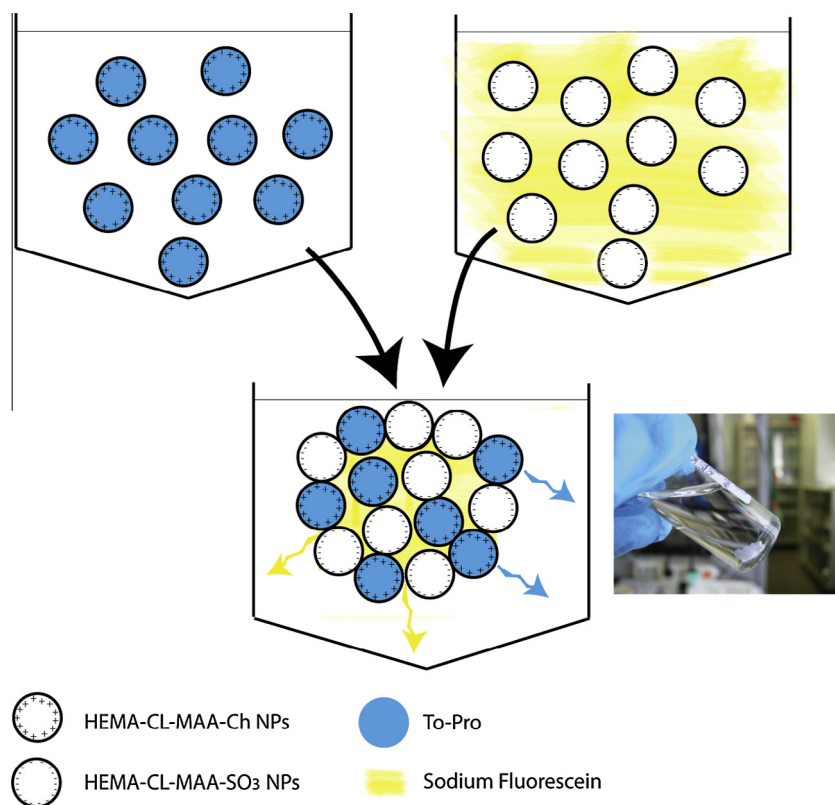 HEMA-CL-MAA-Ch NPs
To-Pro
HEMA-CL-MAA-SO₃ NPs
Sodium Fluorescein